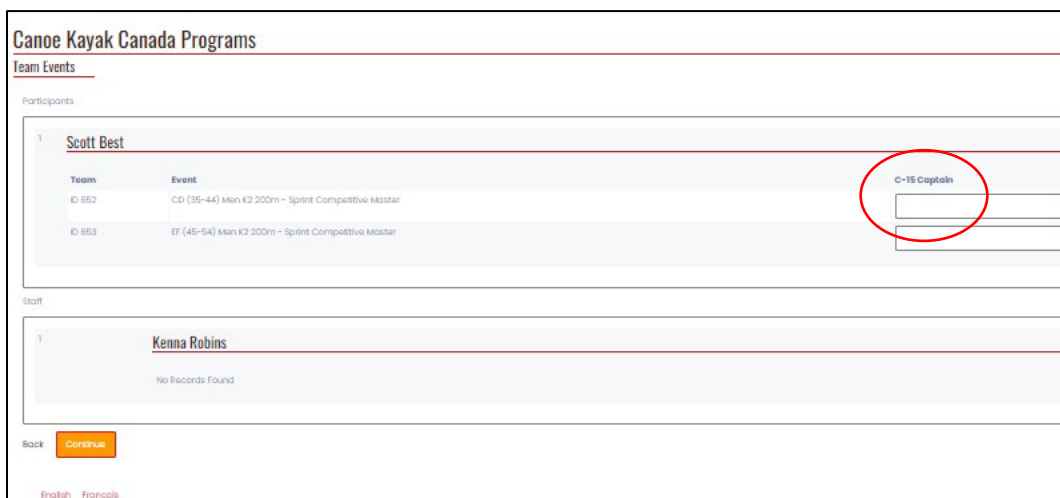 Canoe Kayak Canada Programs
Team Events
Participants
1 Scott Best
Team Event C-15 Captain
ID 652 CD (35-44) Men K2 200m - Sprint Competitive Master
ID 653 EF (45-54) Men K2 200m - Sprint Competitive Master
Staff
1 Kenna Robins
No Records Found
Back Continue
English Français